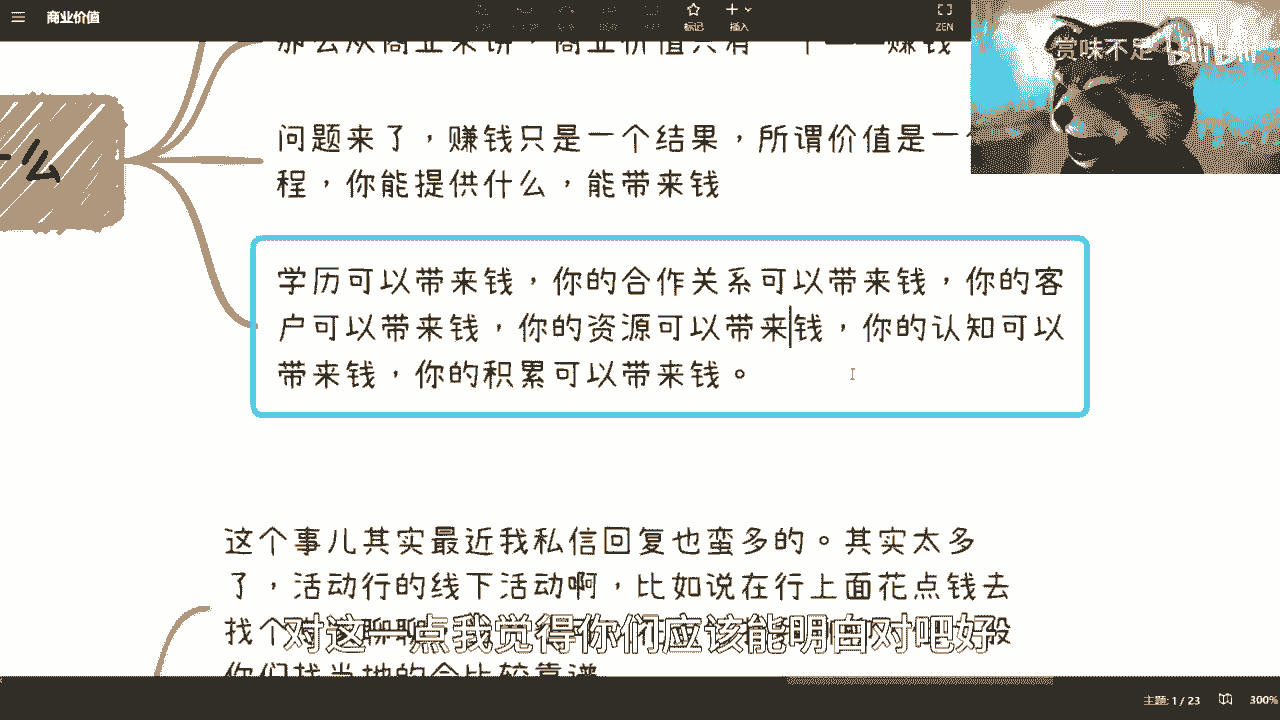 商业价值
标记
插入
ZEN
赏味不足
bilibili
那么从商业来讲，商业价值只有一个——赚钱
问题来了，赚钱只是一个结果，所谓价值是一
程，你能提供什么，能带来钱
么
学历可以带来钱，你的合作关系可以带来钱，你的客
户可以带来钱，你的资源可以带来钱，你的认知可以
带来钱，你的积累可以带来钱。
这个事儿其实最近我私信回复也蛮多的。其实太多
了，活动行的线下活动啊，比如说在行上面花点钱去
找个
对这一点我觉得你们应该能明白对吧好
你们找当地的会比较靠谱
主题: 1 / 23
300%